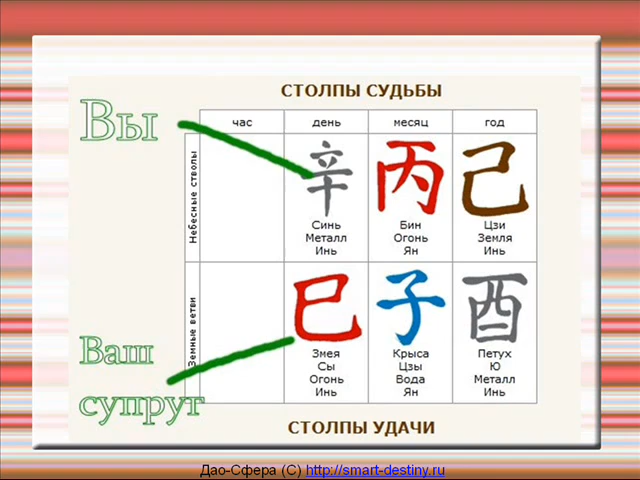 СТОЛПЫ СУДЬБЫ
Вы
час день месяц год
Небесные стволы
辛 丙 己
Синь Бин Цзи
Металл Огонь Земля
Инь Ян Инь
Земные ветви
巳 子 酉
Змея Крыса Петух
Сы Цзы Ю
Огонь Вода Металл
Инь Ян Инь
Ваш
супруг
СТОЛПЫ УДАЧИ
Дао-Сфера (С) http://smart-destiny.ru